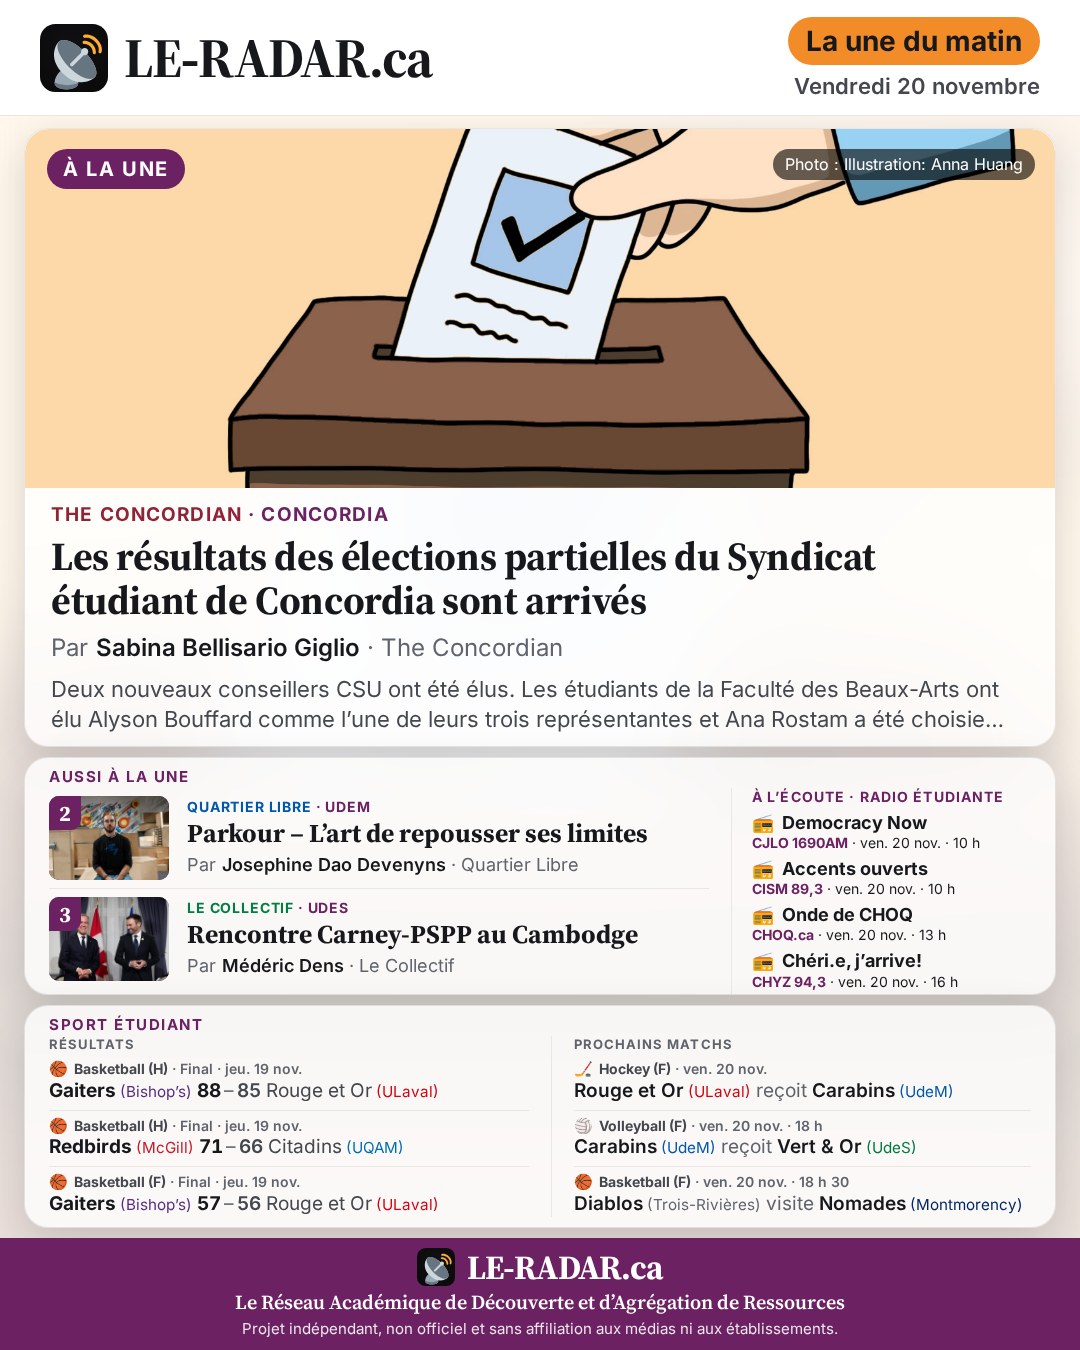 LE-RADAR.ca
La une du matin
Vendredi 20 novembre
À LA UNE
Photo : Illustration: Anna Huang
THE CONCORDIAN · CONCORDIA
Les résultats des élections partielles du Syndicat
étudiant de Concordia sont arrivés
Par Sabina Bellisario Giglio · The Concordian
Deux nouveaux conseillers CSU ont été élus. Les étudiants de la Faculté des Beaux-Arts ont
élu Alyson Bouffard comme l’une de leurs trois représentantes et Ana Rostam a été choisie…
AUSSI À LA UNE
2
QUARTIER LIBRE · UDEM
Parkour – L’art de repousser ses limites
Par Josephine Dao Devenyns · Quartier Libre
3
LE COLLECTIF · UDES
Rencontre Carney-PSPP au Cambodge
Par Médéric Dens · Le Collectif
À L’ÉCOUTE · RADIO ÉTUDIANTE
Democracy Now
CJLO 1690AM · ven. 20 nov. · 10 h
Accents ouverts
CISM 89,3 · ven. 20 nov. · 10 h
Onde de CHOQ
CHOQ.ca · ven. 20 nov. · 13 h
Chéri.e, j’arrive!
CHYZ 94,3 · ven. 20 nov. · 16 h
SPORT ÉTUDIANT
RÉSULTATS
Basketball (H) · Final · jeu. 19 nov.
Gaiters (Bishop’s) 88 – 85 Rouge et Or (ULaval)
Basketball (H) · Final · jeu. 19 nov.
Redbirds (McGill) 71 – 66 Citadins (UQAM)
Basketball (F) · Final · jeu. 19 nov.
Gaiters (Bishop’s) 57 – 56 Rouge et Or (ULaval)
PROCHAINS MATCHS
Hockey (F) · ven. 20 nov.
Rouge et Or (ULaval) reçoit Carabins (UdeM)
Volleyball (F) · ven. 20 nov. · 18 h
Carabins (UdeM) reçoit Vert & Or (UdeS)
Basketball (F) · ven. 20 nov. · 18 h 30
Diablos (Trois-Rivières) visite Nomades (Montmorency)
LE-RADAR.ca
Le Réseau Académique de Découverte et d’Agrégation de Ressources
Projet indépendant, non officiel et sans affiliation aux médias ni aux établissements.